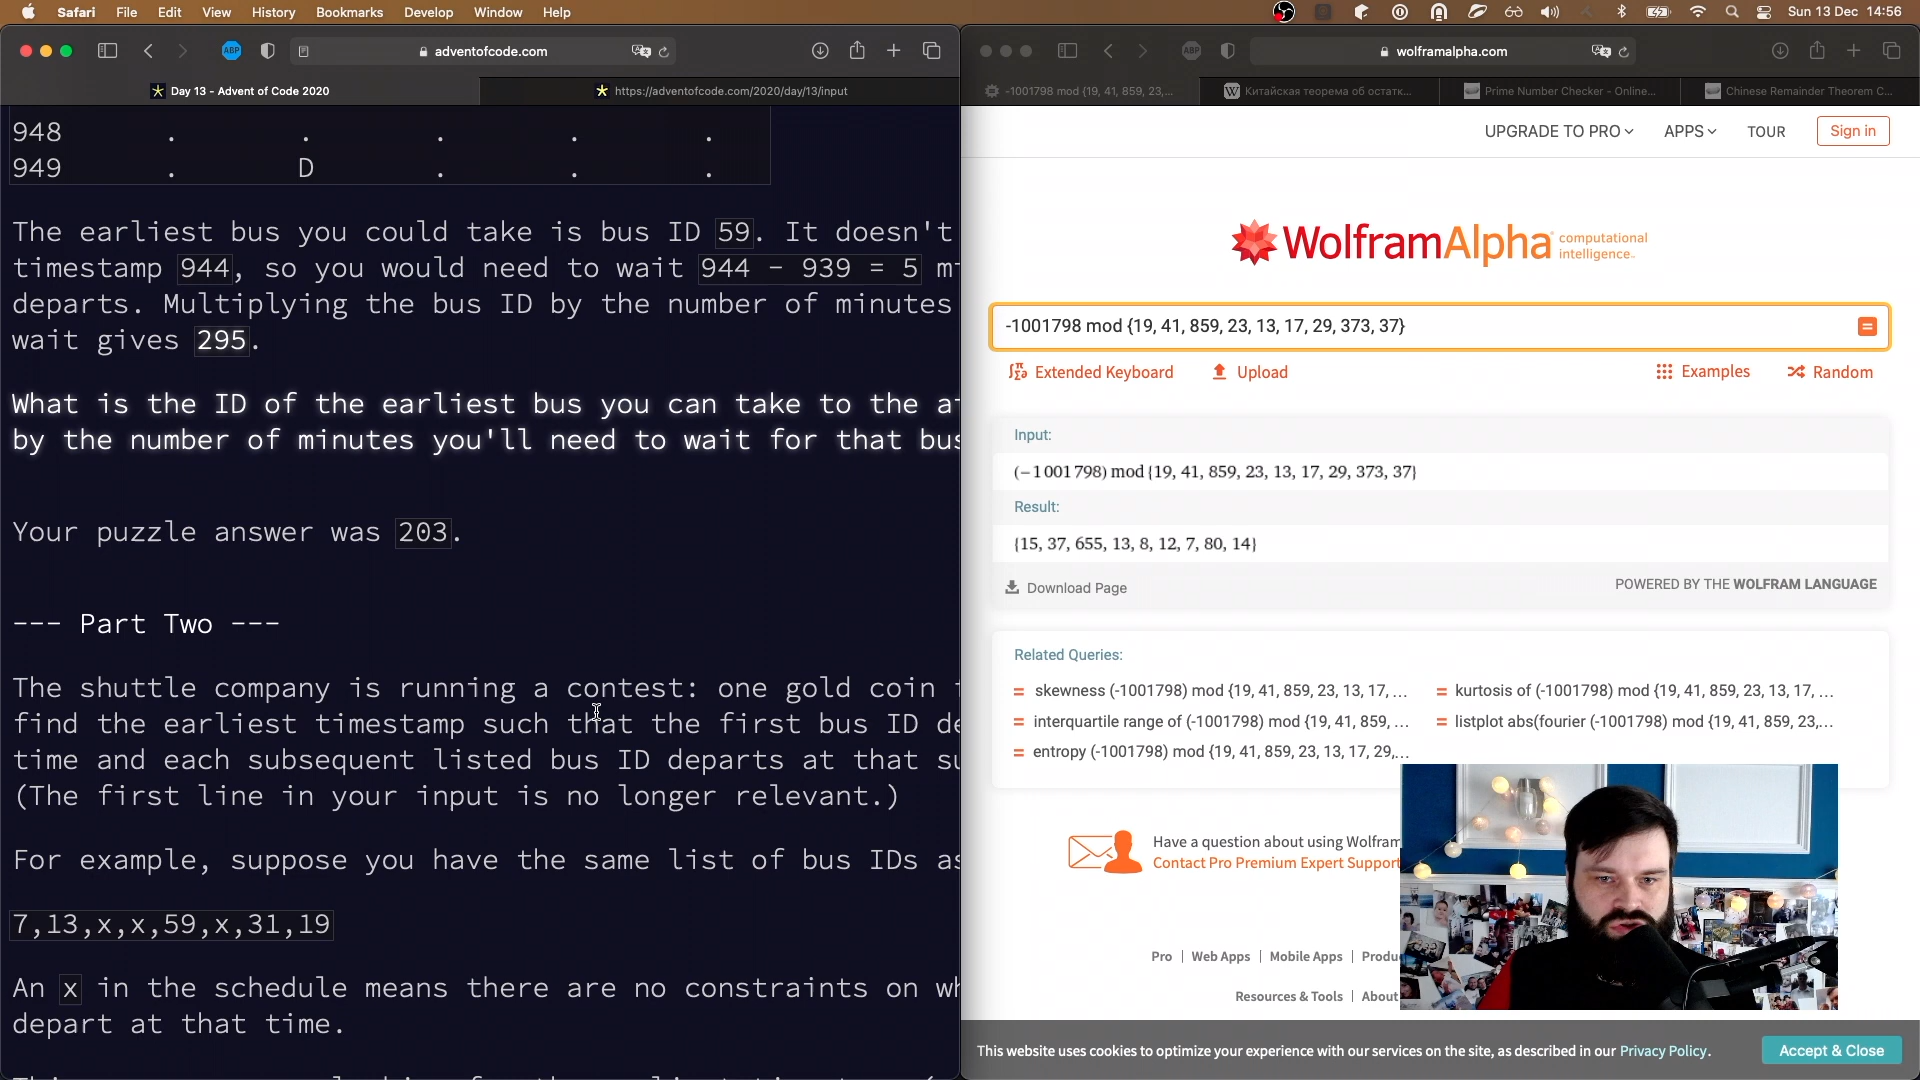 Safari File Edit View History Bookmarks Develop Window Help
Sun 13 Dec 14:56
ABP
adventofcode.com
Day 13 - Advent of Code 2020
https://adventofcode.com/2020/day/13/input
948 . . . . .
949 . D . . .
The earliest bus you could take is bus ID 59. It doesn't
timestamp 944, so you would need to wait 944 - 939 = 5
departs. Multiplying the bus ID by the number of minutes
wait gives 295.
What is the ID of the earliest bus you can take to the
by the number of minutes you'll need to wait for that bus
Your puzzle answer was 203.
--- Part Two ---
The shuttle company is running a contest: one gold coin
find the earliest timestamp such that the first bus ID
time and each subsequent listed bus ID departs at that
(The first line in your input is no longer relevant.)
For example, suppose you have the same list of bus IDs
7,13,x,x,59,x,31,19
An x in the schedule means there are no constraints on
depart at that time.
ABP
wolframalpha.com
-1001798 mod {19, 41, 859, 23,...
W Китайская теорема об остатк...
Prime Number Checker - Online...
Chinese Remainder Theorem C...
UPGRADE TO PRO APPS TOUR Sign in
WolframAlpha computational
intelligence.
-1001798 mod {19, 41, 859, 23, 13, 17, 29, 373, 37}
Extended Keyboard Upload Examples Random
Input:
(-1 001 798) mod {19, 41, 859, 23, 13, 17, 29, 373, 37}
Result:
{15, 37, 655, 13, 8, 12, 7, 80, 14}
Download Page
POWERED BY THE WOLFRAM LANGUAGE
Related Queries:
= skewness (-1001798) mod {19, 41, 859, 23, 13, 17, ...
= kurtosis of (-1001798) mod {19, 41, 859, 23, 13, 17, ...
= interquartile range of (-1001798) mod {19, 41, 859, ...
= listplot abs(fourier (-1001798) mod {19, 41, 859, 23,...
= entropy (-1001798) mod {19, 41, 859, 23, 13, 17, 29,...
Have a question about using Wolfram
Contact Pro Premium Expert Support
Pro | Web Apps | Mobile Apps |
Resources & Tools | About
This website uses cookies to optimize your experience with our services on the site, as described in our Privacy Policy.
Accept & Close